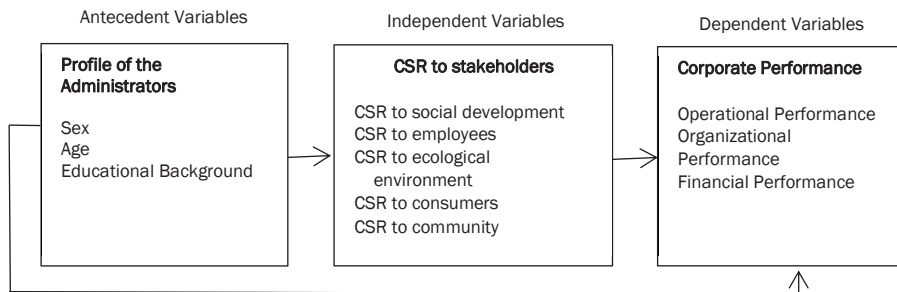 Antecedent Variables
Independent Variables
Dependent Variables
Profile of the
Administrators
Sex
Age
Educational Background
CSR to stakeholders
CSR to social development
CSR to employees
CSR to ecological
environment
CSR to consumers
CSR to community
Corporate Performance
Operational Performance
Organizational
Performance
Financial Performance